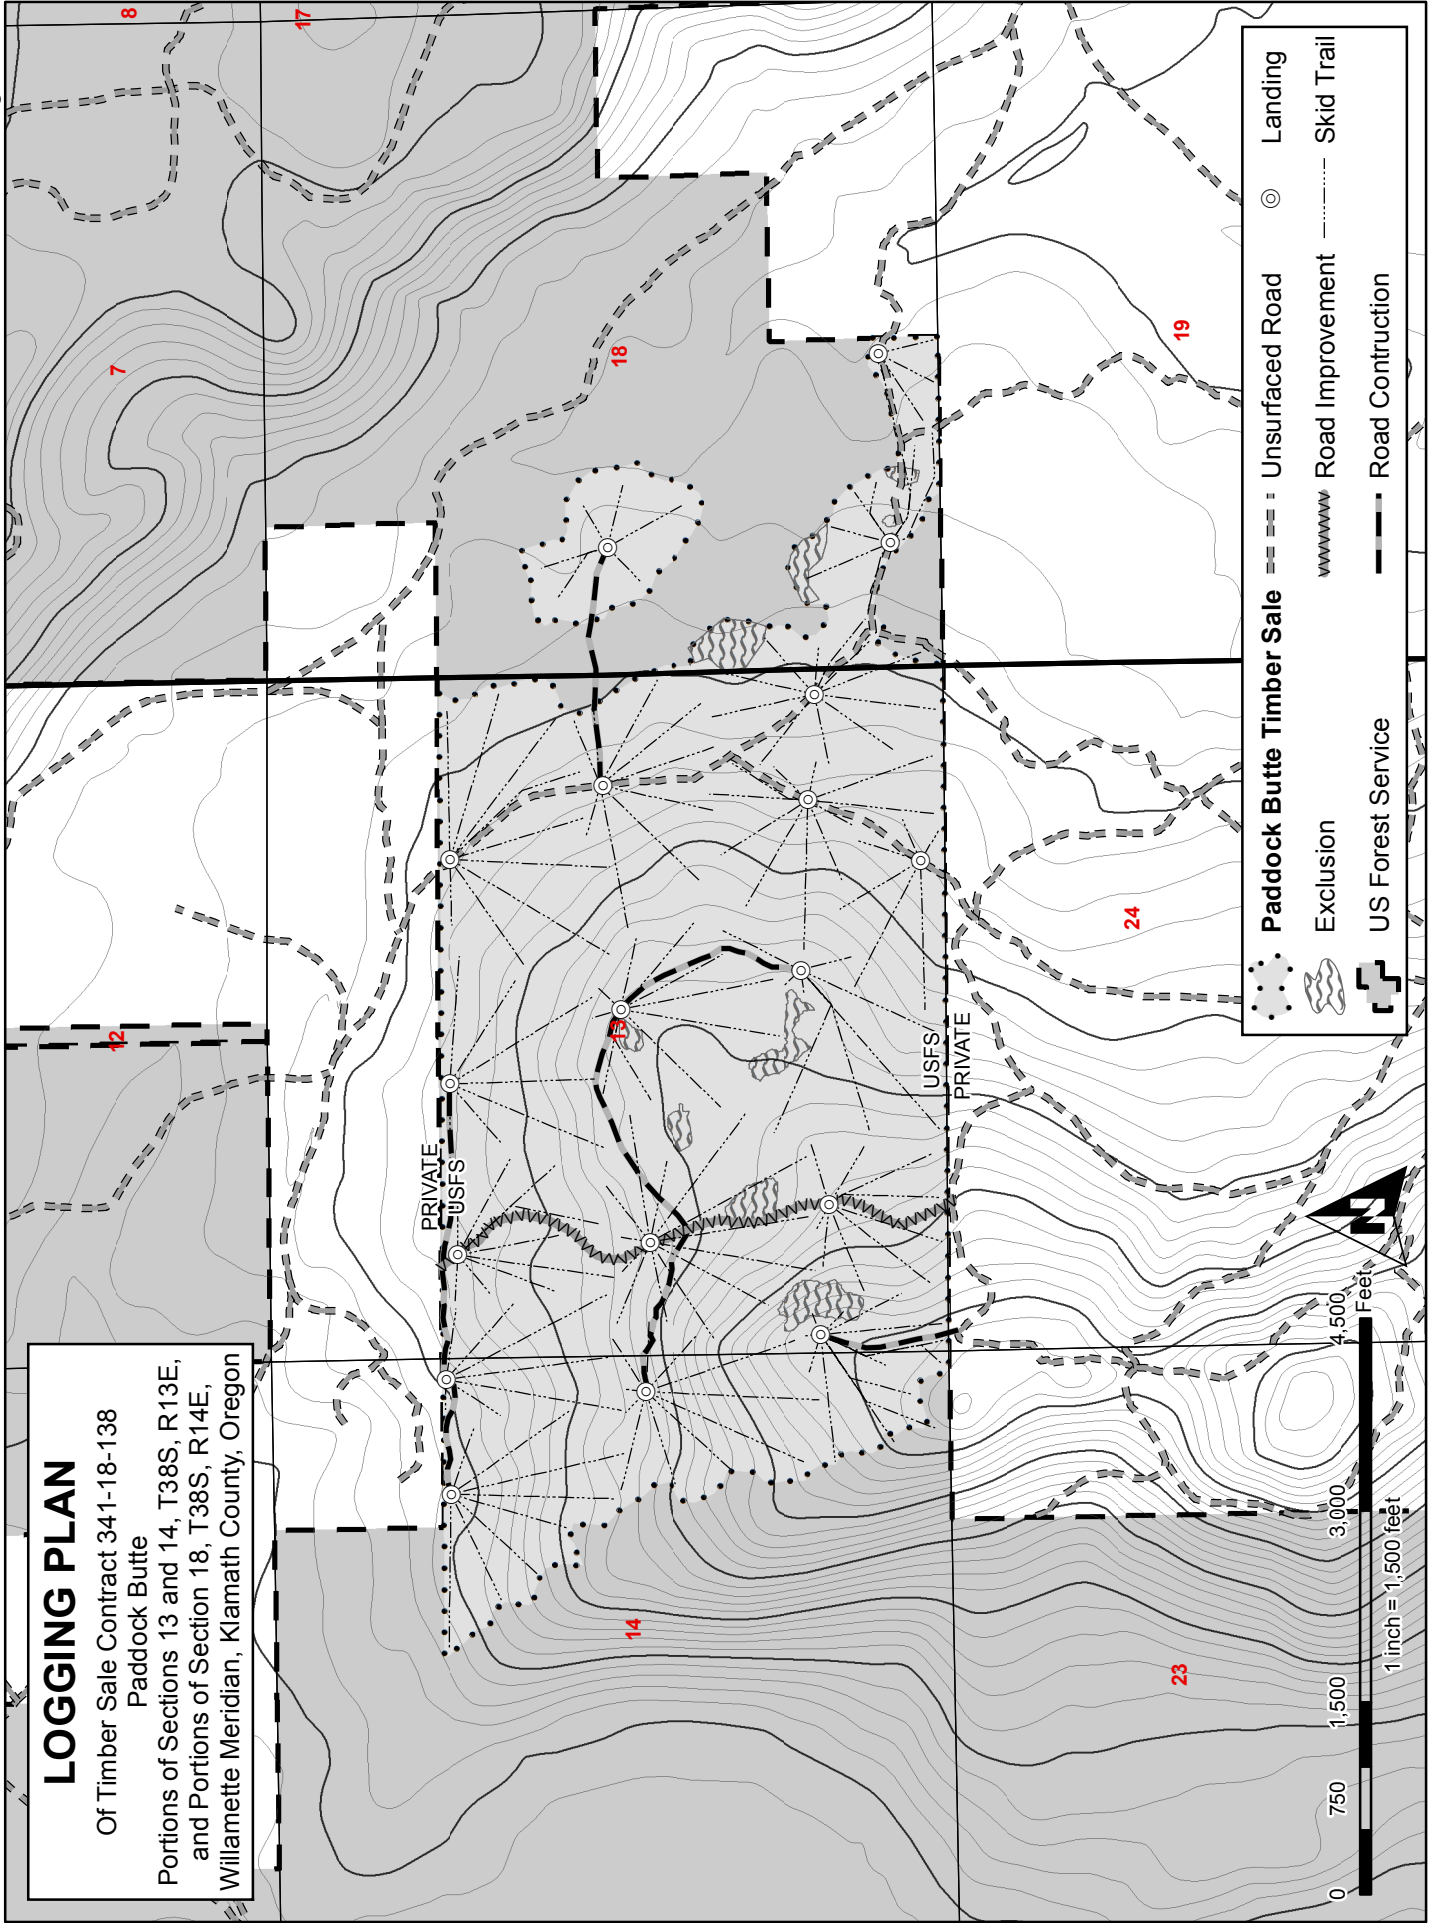 LOGGING PLAN
Of Timber Sale Contract 341-18-138
Paddock Butte
Portions of Sections 13 and 14, T38S, R13E,
and Portions of Section 18, T38S, R14E,
Willamette Meridian, Klamath County, Oregon
12
7
8
17
PRIVATE
USFS
14
13
18
USFS
PRIVATE
23
24
19
Paddock Butte Timber Sale
Exclusion
US Forest Service
Unsurfaced Road
Road Improvement
Road Construction
Landing
Skid Trail
0
750
1,500
3,000
4,500
Feet
1 inch = 1,500 feet
N